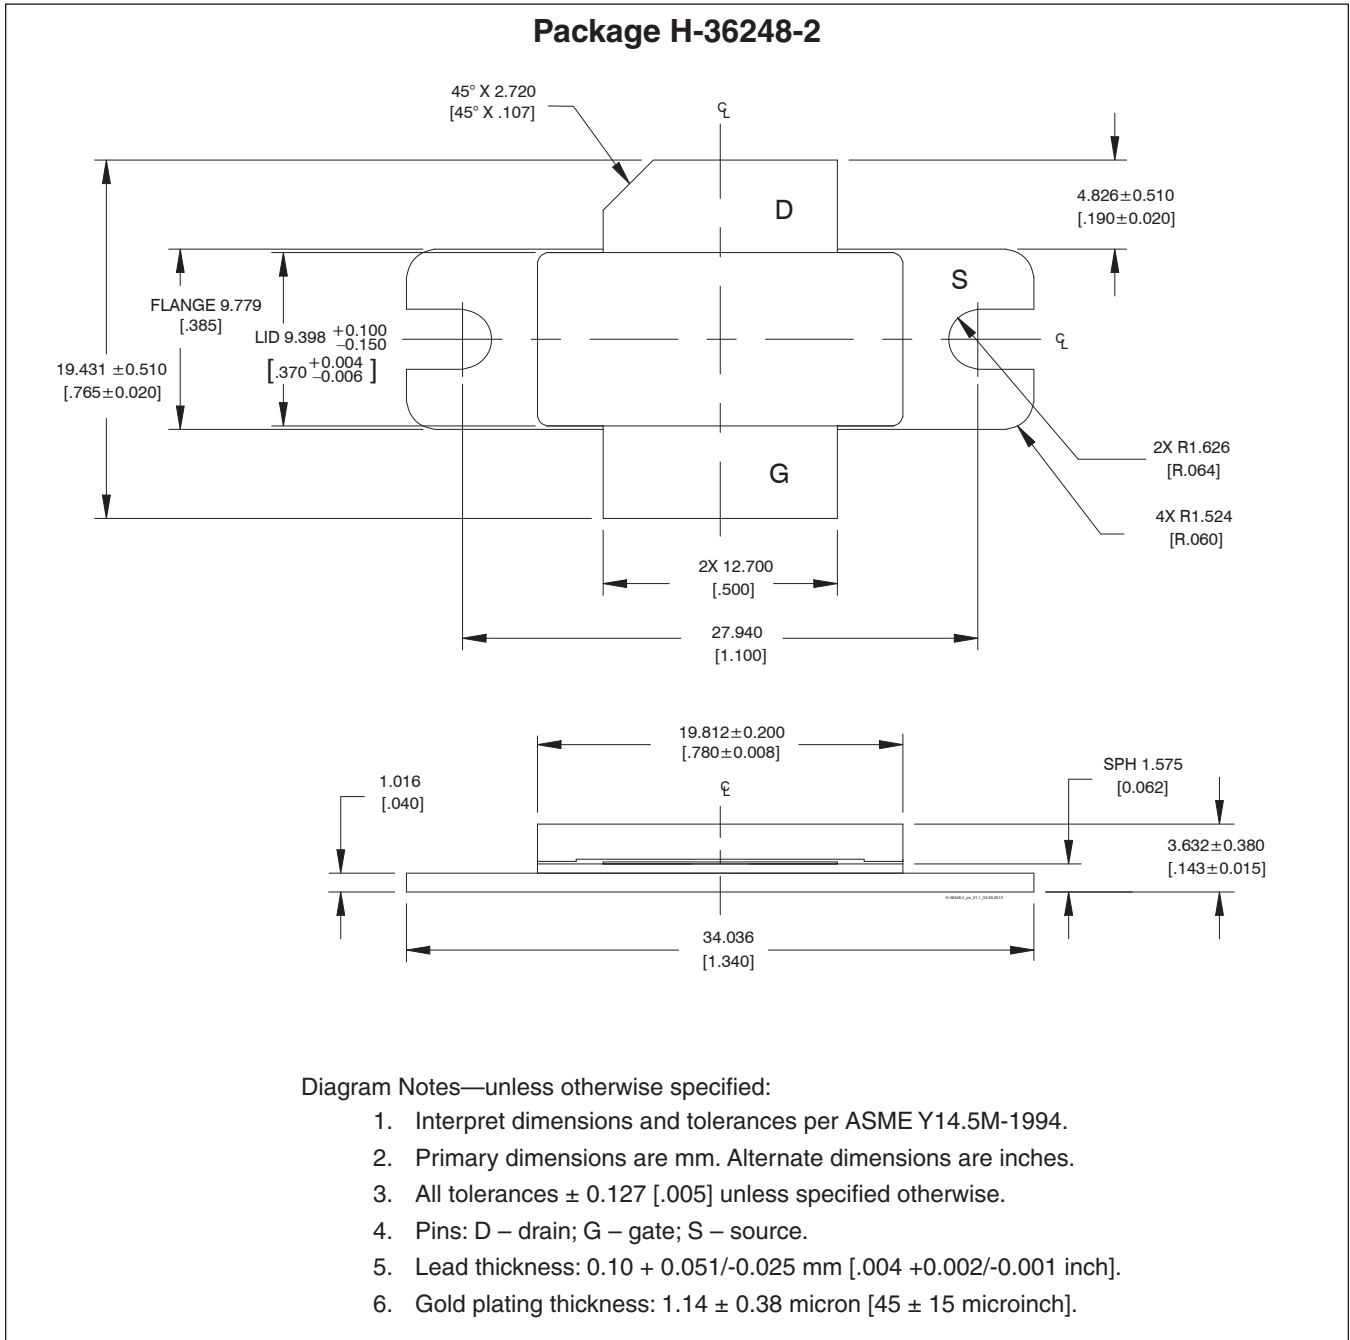 Package H-36248-2
45° X 2.720
[45° X .107]
CL
D
4.826±0.510
[.190±0.020]
S
FLANGE 9.779
[.385]
LID 9.398 +0.100
–0.150
[.370 +0.004
–0.006 ]
CL
19.431 ±0.510
[.765±0.020]
2X R1.626
[R.064]
G
4X R1.524
[R.060]
2X 12.700
[.500]
27.940
[1.100]
19.812±0.200
[.780±0.008]
SPH 1.575
[0.062]
1.016
[.040]
CL
3.632±0.380
[.143±0.015]
34.036
[1.340]
Diagram Notes—unless otherwise specified:
1. Interpret dimensions and tolerances per ASME Y14.5M-1994.
2. Primary dimensions are mm. Alternate dimensions are inches.
3. All tolerances ± 0.127 [.005] unless specified otherwise.
4. Pins: D – drain; G – gate; S – source.
5. Lead thickness: 0.10 + 0.051/-0.025 mm [.004 +0.002/-0.001 inch].
6. Gold plating thickness: 1.14 ± 0.38 micron [45 ± 15 microinch].